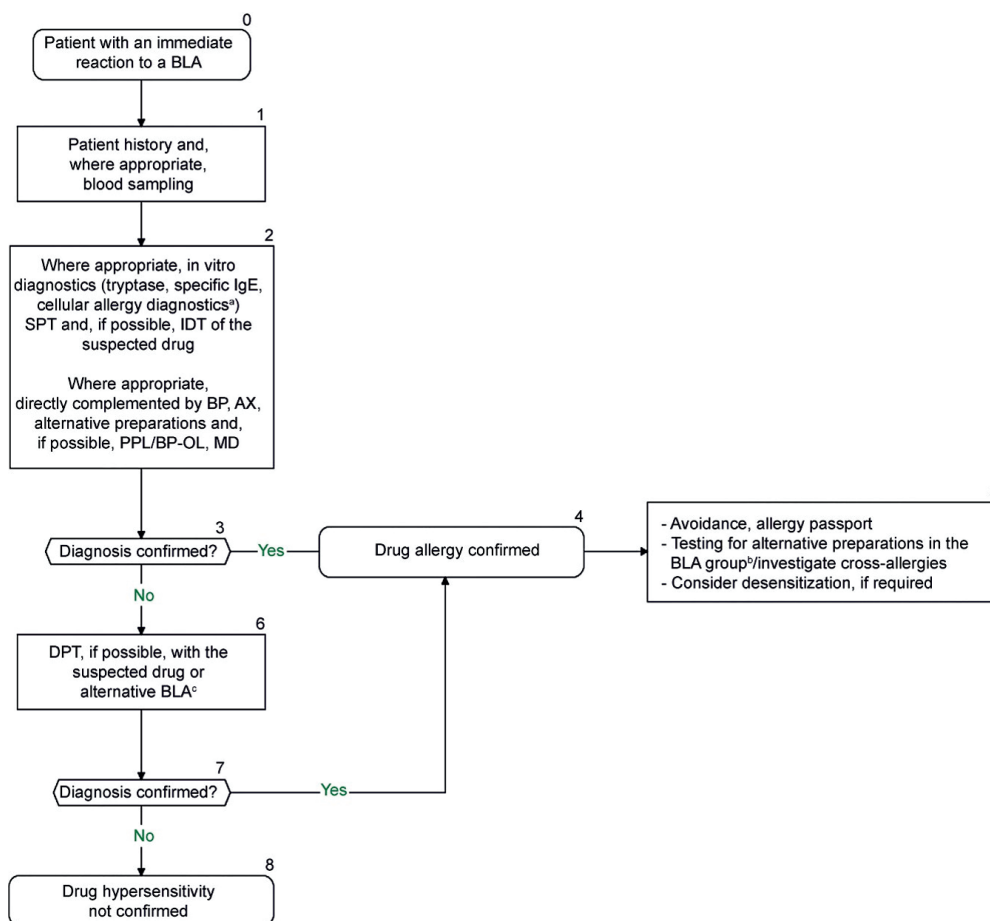 0
Patient with an immediate
reaction to a BLA
1
Patient history and,
where appropriate,
blood sampling
2
Where appropriate, in vitro
diagnostics (tryptase, specific IgE,
cellular allergy diagnosticsᵃ)
SPT and, if possible, IDT of the
suspected drug
Where appropriate,
directly complemented by BP, AX,
alternative preparations and,
if possible, PPL/BP-OL, MD
3
Diagnosis confirmed?
Yes
4
Drug allergy confirmed
- Avoidance, allergy passport
- Testing for alternative preparations in the
BLA groupᵇ/investigate cross-allergies
- Consider desensitization, if required
No
6
DPT, if possible, with the
suspected drug or
alternative BLAᶜ
7
Diagnosis confirmed?
Yes
No
8
Drug hypersensitivity
not confirmed